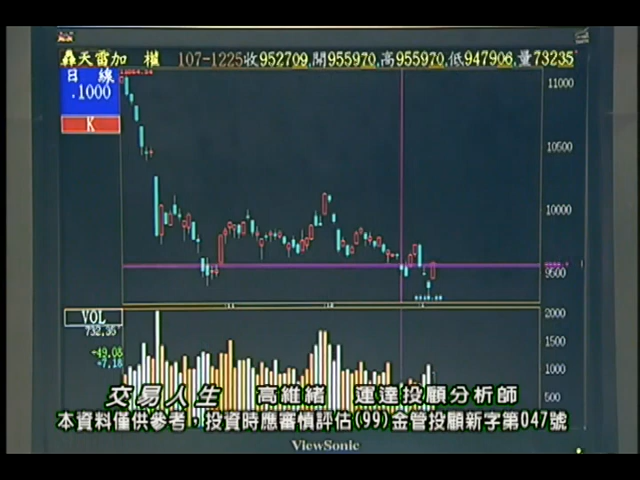 轟天雷加 權 107-1225收952709,開955970,高955970,低947906,量73235
日 線
.1000
K
11000
10500
10000
9500
VOL
732.35
+49.08
+7.18
2000
1500
1000
500
交易人生 高維緒 運達投顧分析師
本資料僅供參考，投資時應審慎評估(99)金管投顧新字第047號
ViewSonic